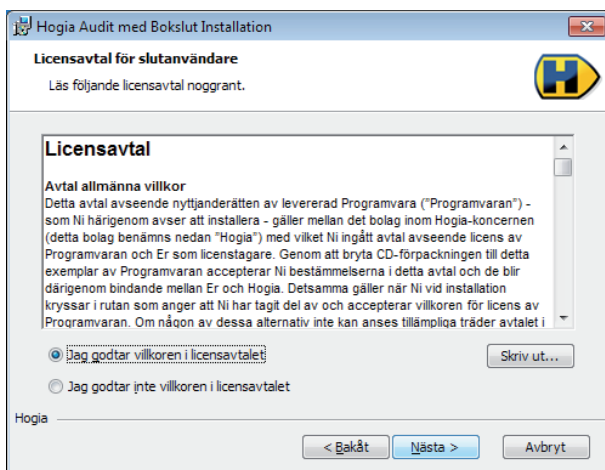 Hogia Audit med Bokslut Installation
Licensavtal för slutanvändare
Läs följande licensavtal noggrant.
H
Licensavtal
Avtal allmänna villkor
Detta avtal avseende nyttjanderätten av levererad Programvara ("Programvaran") -
som Ni härigenom avser att installera - gäller mellan det bolag inom Hogia-koncernen
(detta bolag benämns nedan "Hogia") med vilket Ni ingått avtal avseende licens av
Programvaran och Er som licenstagare. Genom att bryta CD-förpackningen till detta
exemplar av Programvaran accepterar Ni bestämmelserna i detta avtal och de blir
därigenom bindande mellan Er och Hogia. Detsamma gäller när Ni vid installation
kryssar i rutan som anger att Ni har tagit del av och accepterar villkoren för licens av
Programvaran. Om någon av dessa alternativ inte kan anses tillämpliga träder avtalet i
Jag godtar villkoren i licensavtalet
Skriv ut...
Jag godtar inte villkoren i licensavtalet
Hogia
< Bakåt
Nästa >
Avbryt